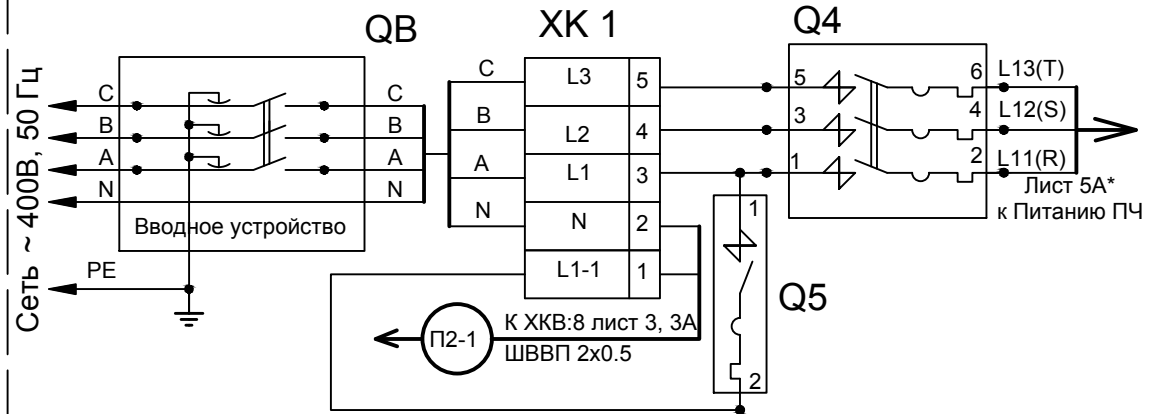 QB
XK 1
Q4
Сеть ~ 400В, 50 Гц
C
B
A
N
PE
C
B
A
N
Вводное устройство
C
B
A
N
L3
5
L2
4
L1
3
N
2
L1-1
1
5
3
1
6
4
2
L13(T)
L12(S)
L11(R)
Лист 5А*
к Питанию ПЧ
1
Q5
2
П2-1
К ХКВ:8 лист 3, 3А
ШВВП 2х0.5